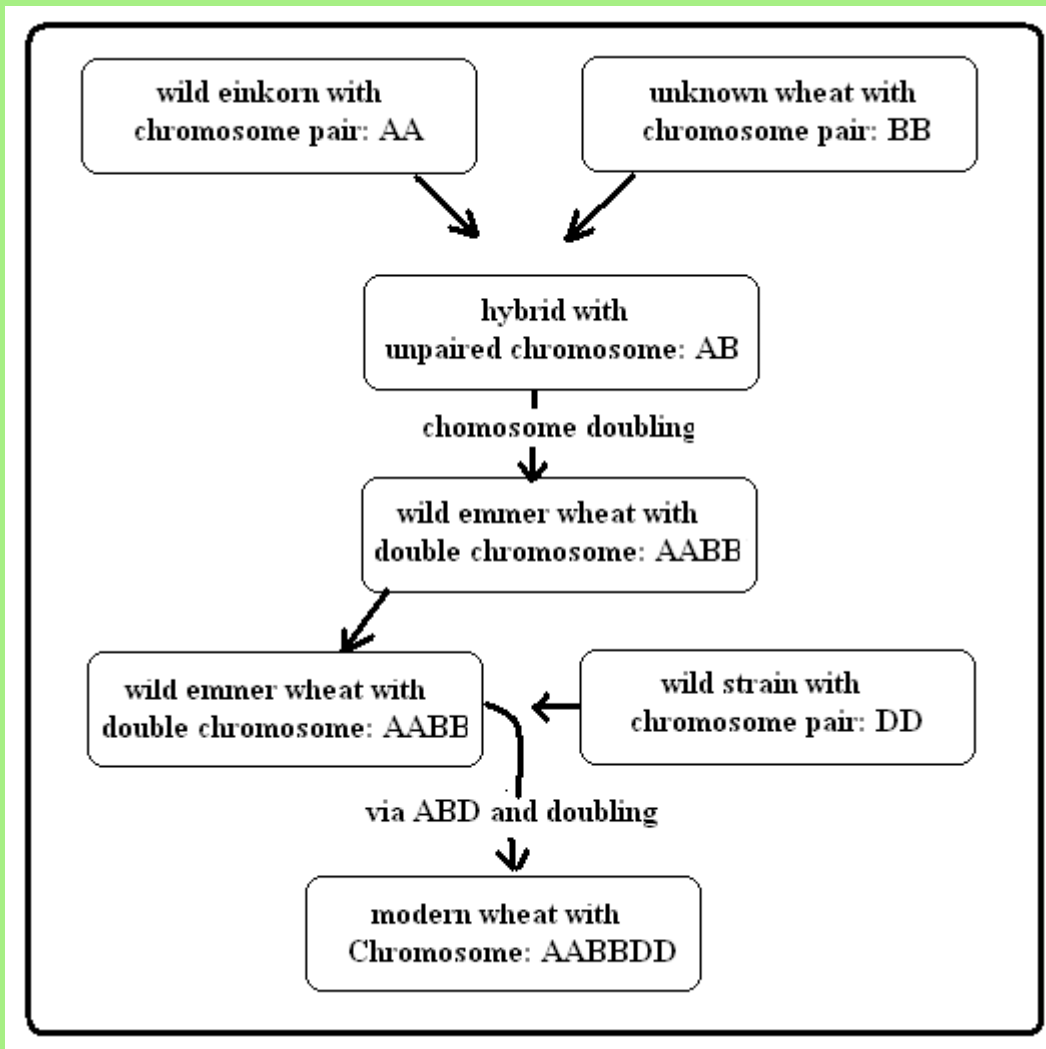 wild einkorn with
chromosome pair: AA
unknown wheat with
chromosome pair: BB
hybrid with
unpaired chromosome: AB
chomosome doubling
wild emmer wheat with
double chromosome: AABB
wild emmer wheat with
double chromosome: AABB
wild strain with
chromosome pair: DD
via ABD and doubling
modern wheat with
Chromosome: AABBDD